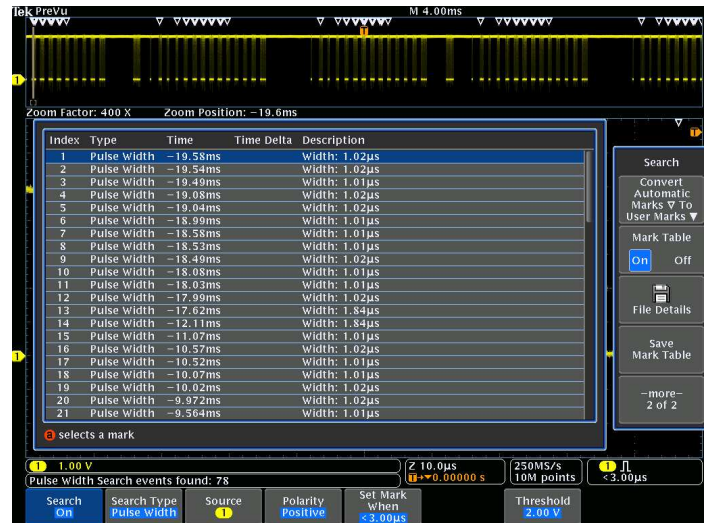 Tek PreVu M 4.00ms
T
1
Zoom Factor: 400 X Zoom Position: −19.6ms
Index Type Time Time Delta Description
1 Pulse Width −19.58ms Width: 1.02µs
2 Pulse Width −19.54ms Width: 1.02µs
3 Pulse Width −19.49ms Width: 1.01µs
4 Pulse Width −19.08ms Width: 1.02µs
5 Pulse Width −19.04ms Width: 1.02µs
6 Pulse Width −18.99ms Width: 1.01µs
7 Pulse Width −18.58ms Width: 1.01µs
8 Pulse Width −18.53ms Width: 1.01µs
9 Pulse Width −18.49ms Width: 1.02µs
10 Pulse Width −18.08ms Width: 1.01µs
11 Pulse Width −18.03ms Width: 1.01µs
12 Pulse Width −17.99ms Width: 1.02µs
13 Pulse Width −17.62ms Width: 1.84µs
14 Pulse Width −12.11ms Width: 1.84µs
15 Pulse Width −11.07ms Width: 1.01µs
16 Pulse Width −10.57ms Width: 1.02µs
17 Pulse Width −10.52ms Width: 1.01µs
18 Pulse Width −10.07ms Width: 1.01µs
19 Pulse Width −10.02ms Width: 1.02µs
20 Pulse Width −9.972ms Width: 1.02µs
21 Pulse Width −9.564ms Width: 1.01µs
a selects a mark
Search
Convert
Automatic
Marks ▽ To
User Marks ▼
Mark Table
On Off
File Details
Save
Mark Table
−more−
2 of 2
1
1 1.00 V
Z 10.0µs
T→▼0.00000 s
250MS/s
10M points
1
<3.00µs
Pulse Width Search events found: 78
Search
On
Search Type
Pulse Width
Source
1
Polarity
Positive
Set Mark
When
<3.00µs
Threshold
2.00 V